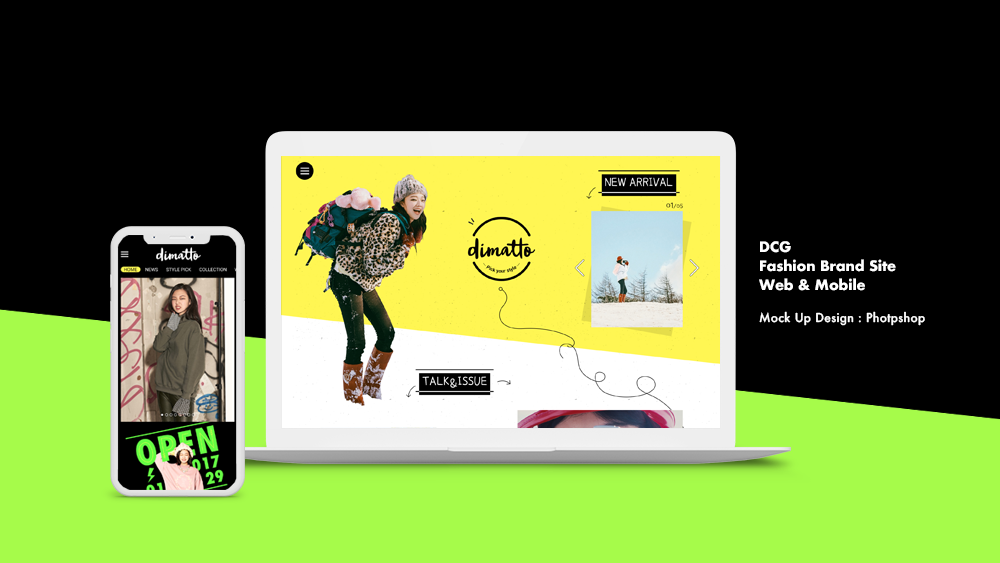 NEW ARRIVAL
01/05
dimatto
Pick your style
TALK&ISSUE
dimatto
HOME NEWS STYLE PICK COLLECTION
OPEN
017
01
29
DCG
Fashion Brand Site
Web & Mobile
Mock Up Design : Photpshop